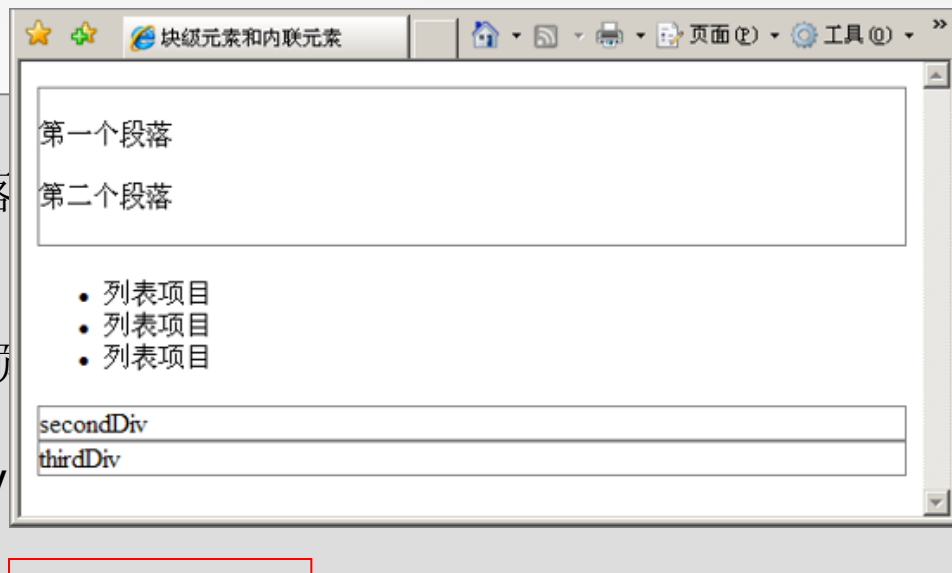 块级元素和内联元素
页面(P)
工具(O)
»
第一个段落
第二个段落
• 列表项目
• 列表项目
• 列表项目
secondDiv
thirdDiv